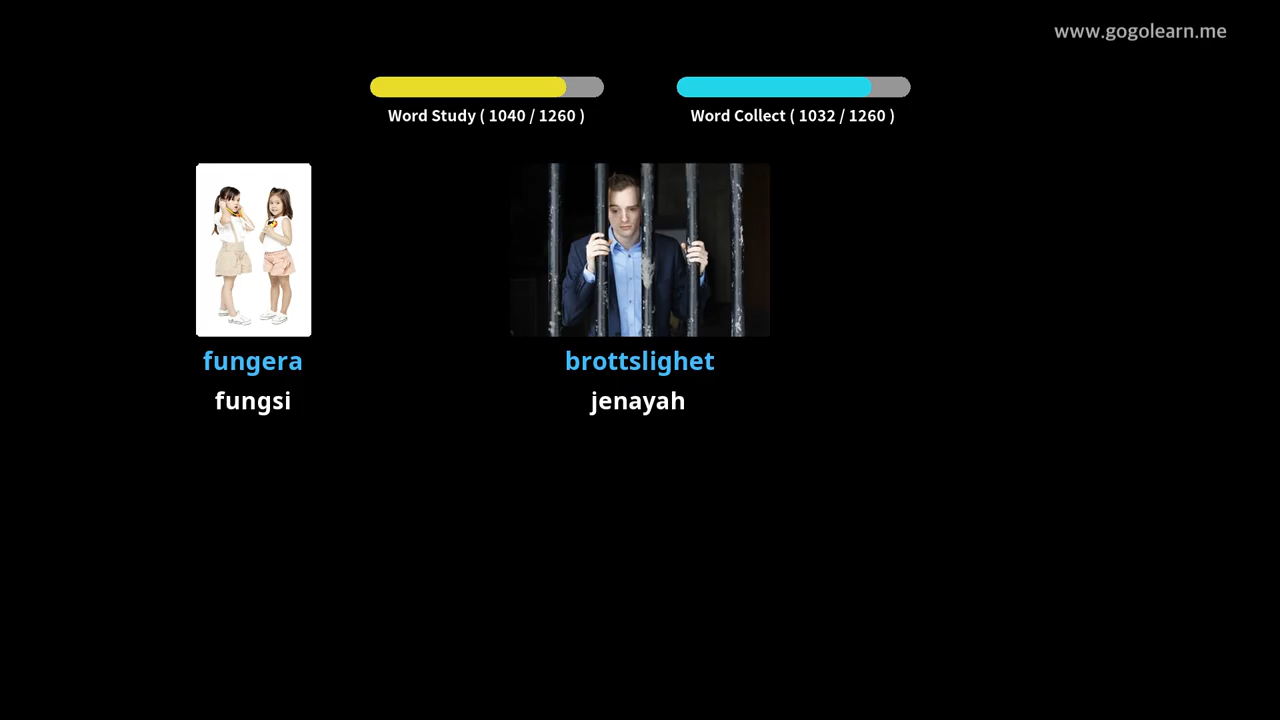 www.gogolearn.me
Word Study ( 1040 / 1260 )
Word Collect ( 1032 / 1260 )
fungera
fungsi
brottslighet
jenayah